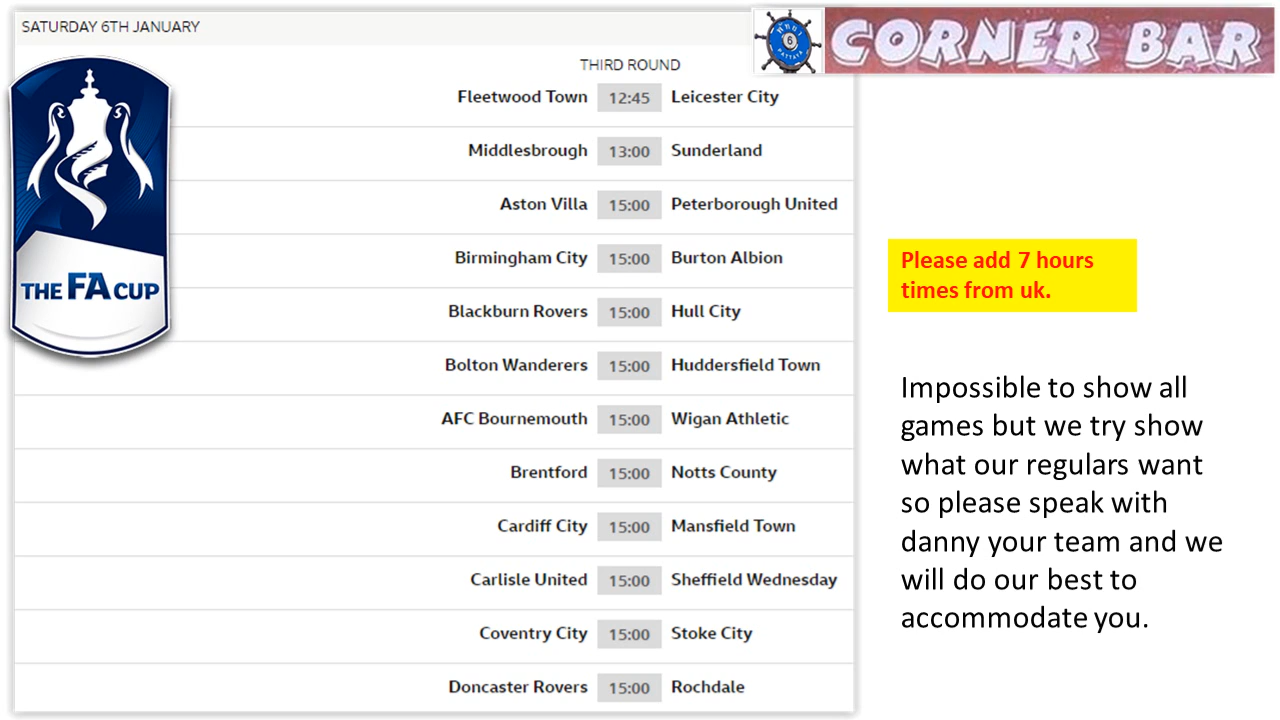 SATURDAY 6TH JANUARY
6
PATTAYA
CORNER BAR
THIRD ROUND
Fleetwood Town 12:45 Leicester City
Middlesbrough 13:00 Sunderland
Aston Villa 15:00 Peterborough United
Birmingham City 15:00 Burton Albion
Blackburn Rovers 15:00 Hull City
Bolton Wanderers 15:00 Huddersfield Town
AFC Bournemouth 15:00 Wigan Athletic
Brentford 15:00 Notts County
Cardiff City 15:00 Mansfield Town
Carlisle United 15:00 Sheffield Wednesday
Coventry City 15:00 Stoke City
Doncaster Rovers 15:00 Rochdale
THE FA CUP
Please add 7 hours
times from uk.
Impossible to show all
games but we try show
what our regulars want
so please speak with
danny your team and we
will do our best to
accommodate you.